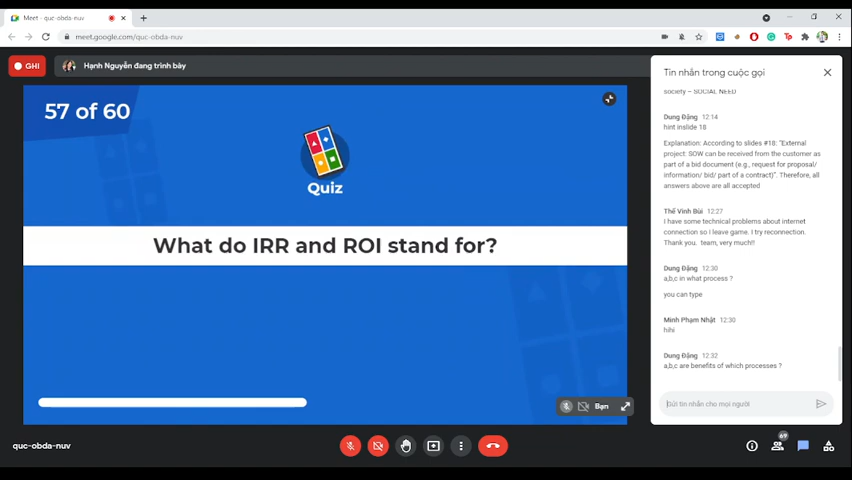 Meet - quc-obda-nuv
meet.google.com/quc-obda-nuv
GHI
Hạnh Nguyễn đang trình bày
57 of 60
Quiz
What do IRR and ROI stand for?
Bạn
Tin nhắn trong cuộc gọi
society – SOCIAL NEED
Dung Đặng 12:14
hint inslide 18
Explanation: According to slides #18: "External
project: SOW can be received from the customer as
part of a bid document (e.g., request for proposal/
information/ bid/ part of a contract)". Therefore, all
answers above are all accepted
Thế Vinh Bùi 12:27
I have some technical problems about internet
connection so i leave game. I try reconnection.
Thank you. team, very much!!
Dung Đặng 12:30
a,b,c in what process ?
you can type
Minh Phạm Nhật 12:30
hihi
Dung Đặng 12:32
a,b,c are benefits of which processes ?
Gửi tin nhắn cho mọi người
quc-obda-nuv
69